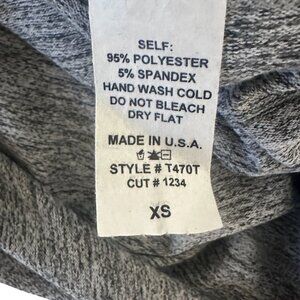 SELF:
95% POLYESTER
5% SPANDEX
HAND WASH COLD
DO NOT BLEACH
DRY FLAT
MADE IN U.S.A.
STYLE # T470T
CUT # 1234
XS